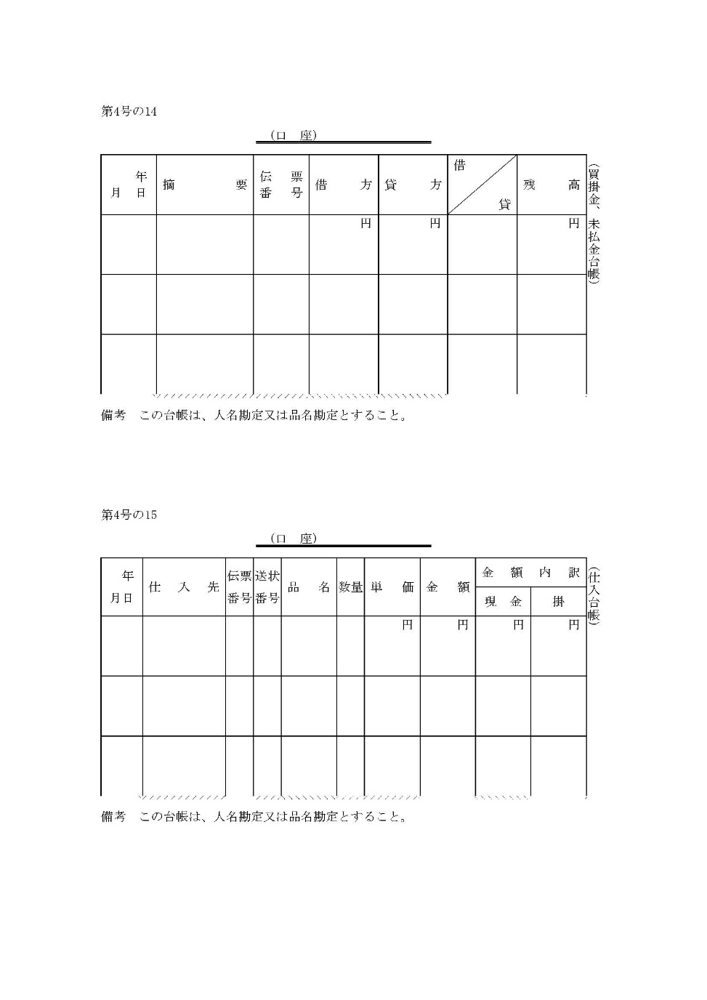 第4号の14
（口　座）
年
月　日
摘　要
伝　票
番　号
借　方
貸　方
借
貸
残　高
円
円
円
（買掛金、未払金台帳）
備考　この台帳は、人名勘定又は品名勘定とすること。
第4号の15
（口　座）
年
月日
仕　入　先
伝票
番号
送状
番号
品　名
数量
単　価
金　額
金　額　内　訳
現　金
掛
円
円
円
円
（仕入台帳）
備考　この台帳は、人名勘定又は品名勘定とすること。